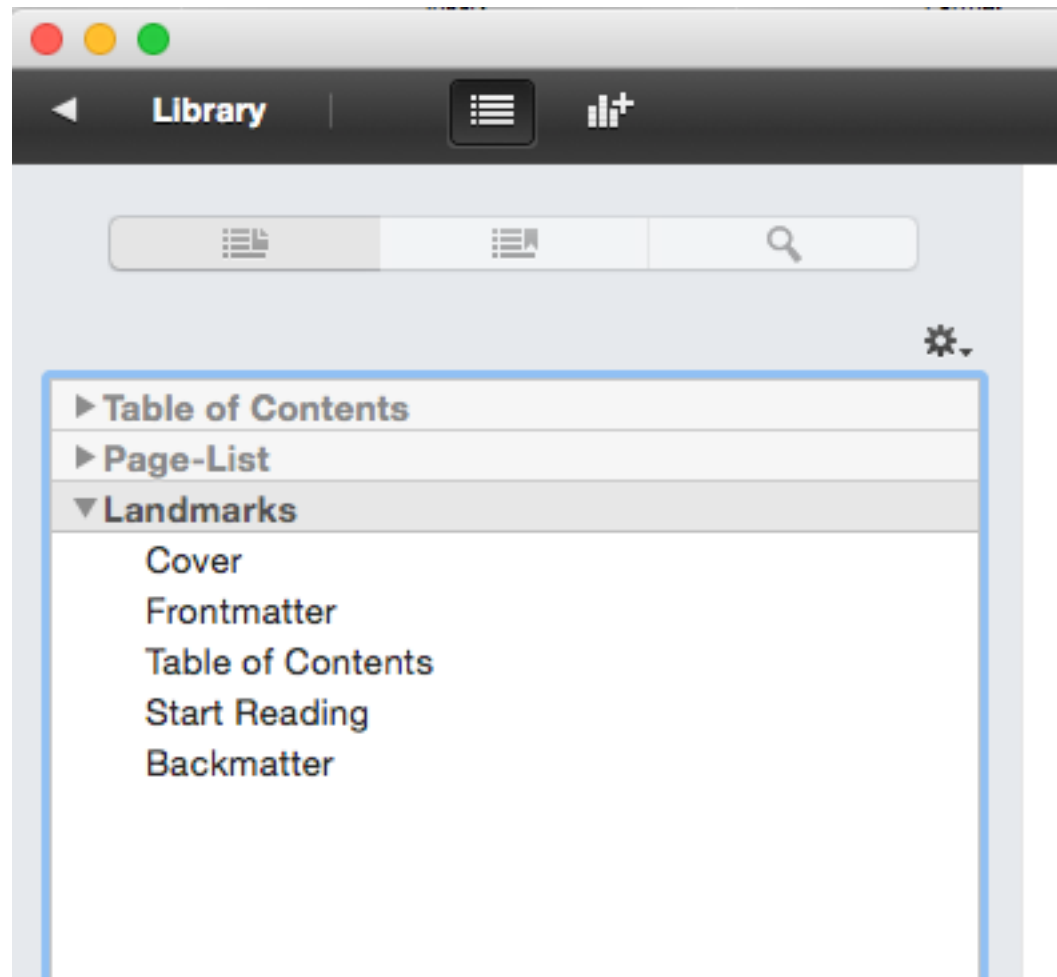 Library
Table of Contents
Page-List
Landmarks
Cover
Frontmatter
Table of Contents
Start Reading
Backmatter